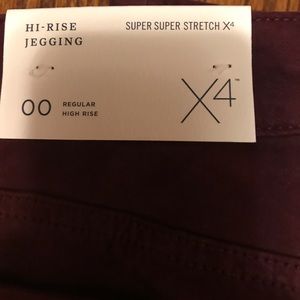 HI-RISE
JEGGING
SUPER SUPER STRETCH X4
00
REGULAR
HIGH RISE
X4™